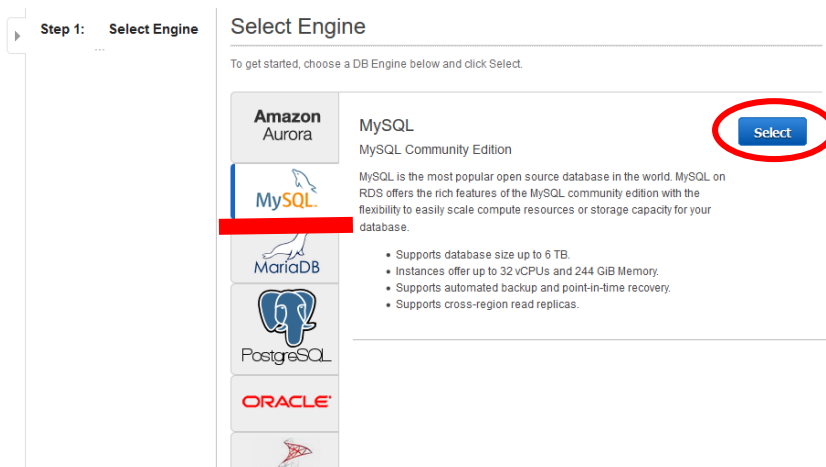 Step 1: Select Engine
...
Select Engine
To get started, choose a DB Engine below and click Select.
Amazon
Aurora
MySQL
MariaDB
PostgreSQL
ORACLE
MySQL
Select
MySQL Community Edition
MySQL is the most popular open source database in the world. MySQL on
RDS offers the rich features of the MySQL community edition with the
flexibility to easily scale compute resources or storage capacity for your
database.
• Supports database size up to 6 TB.
• Instances offer up to 32 vCPUs and 244 GiB Memory.
• Supports automated backup and point-in-time recovery.
• Supports cross-region read replicas.